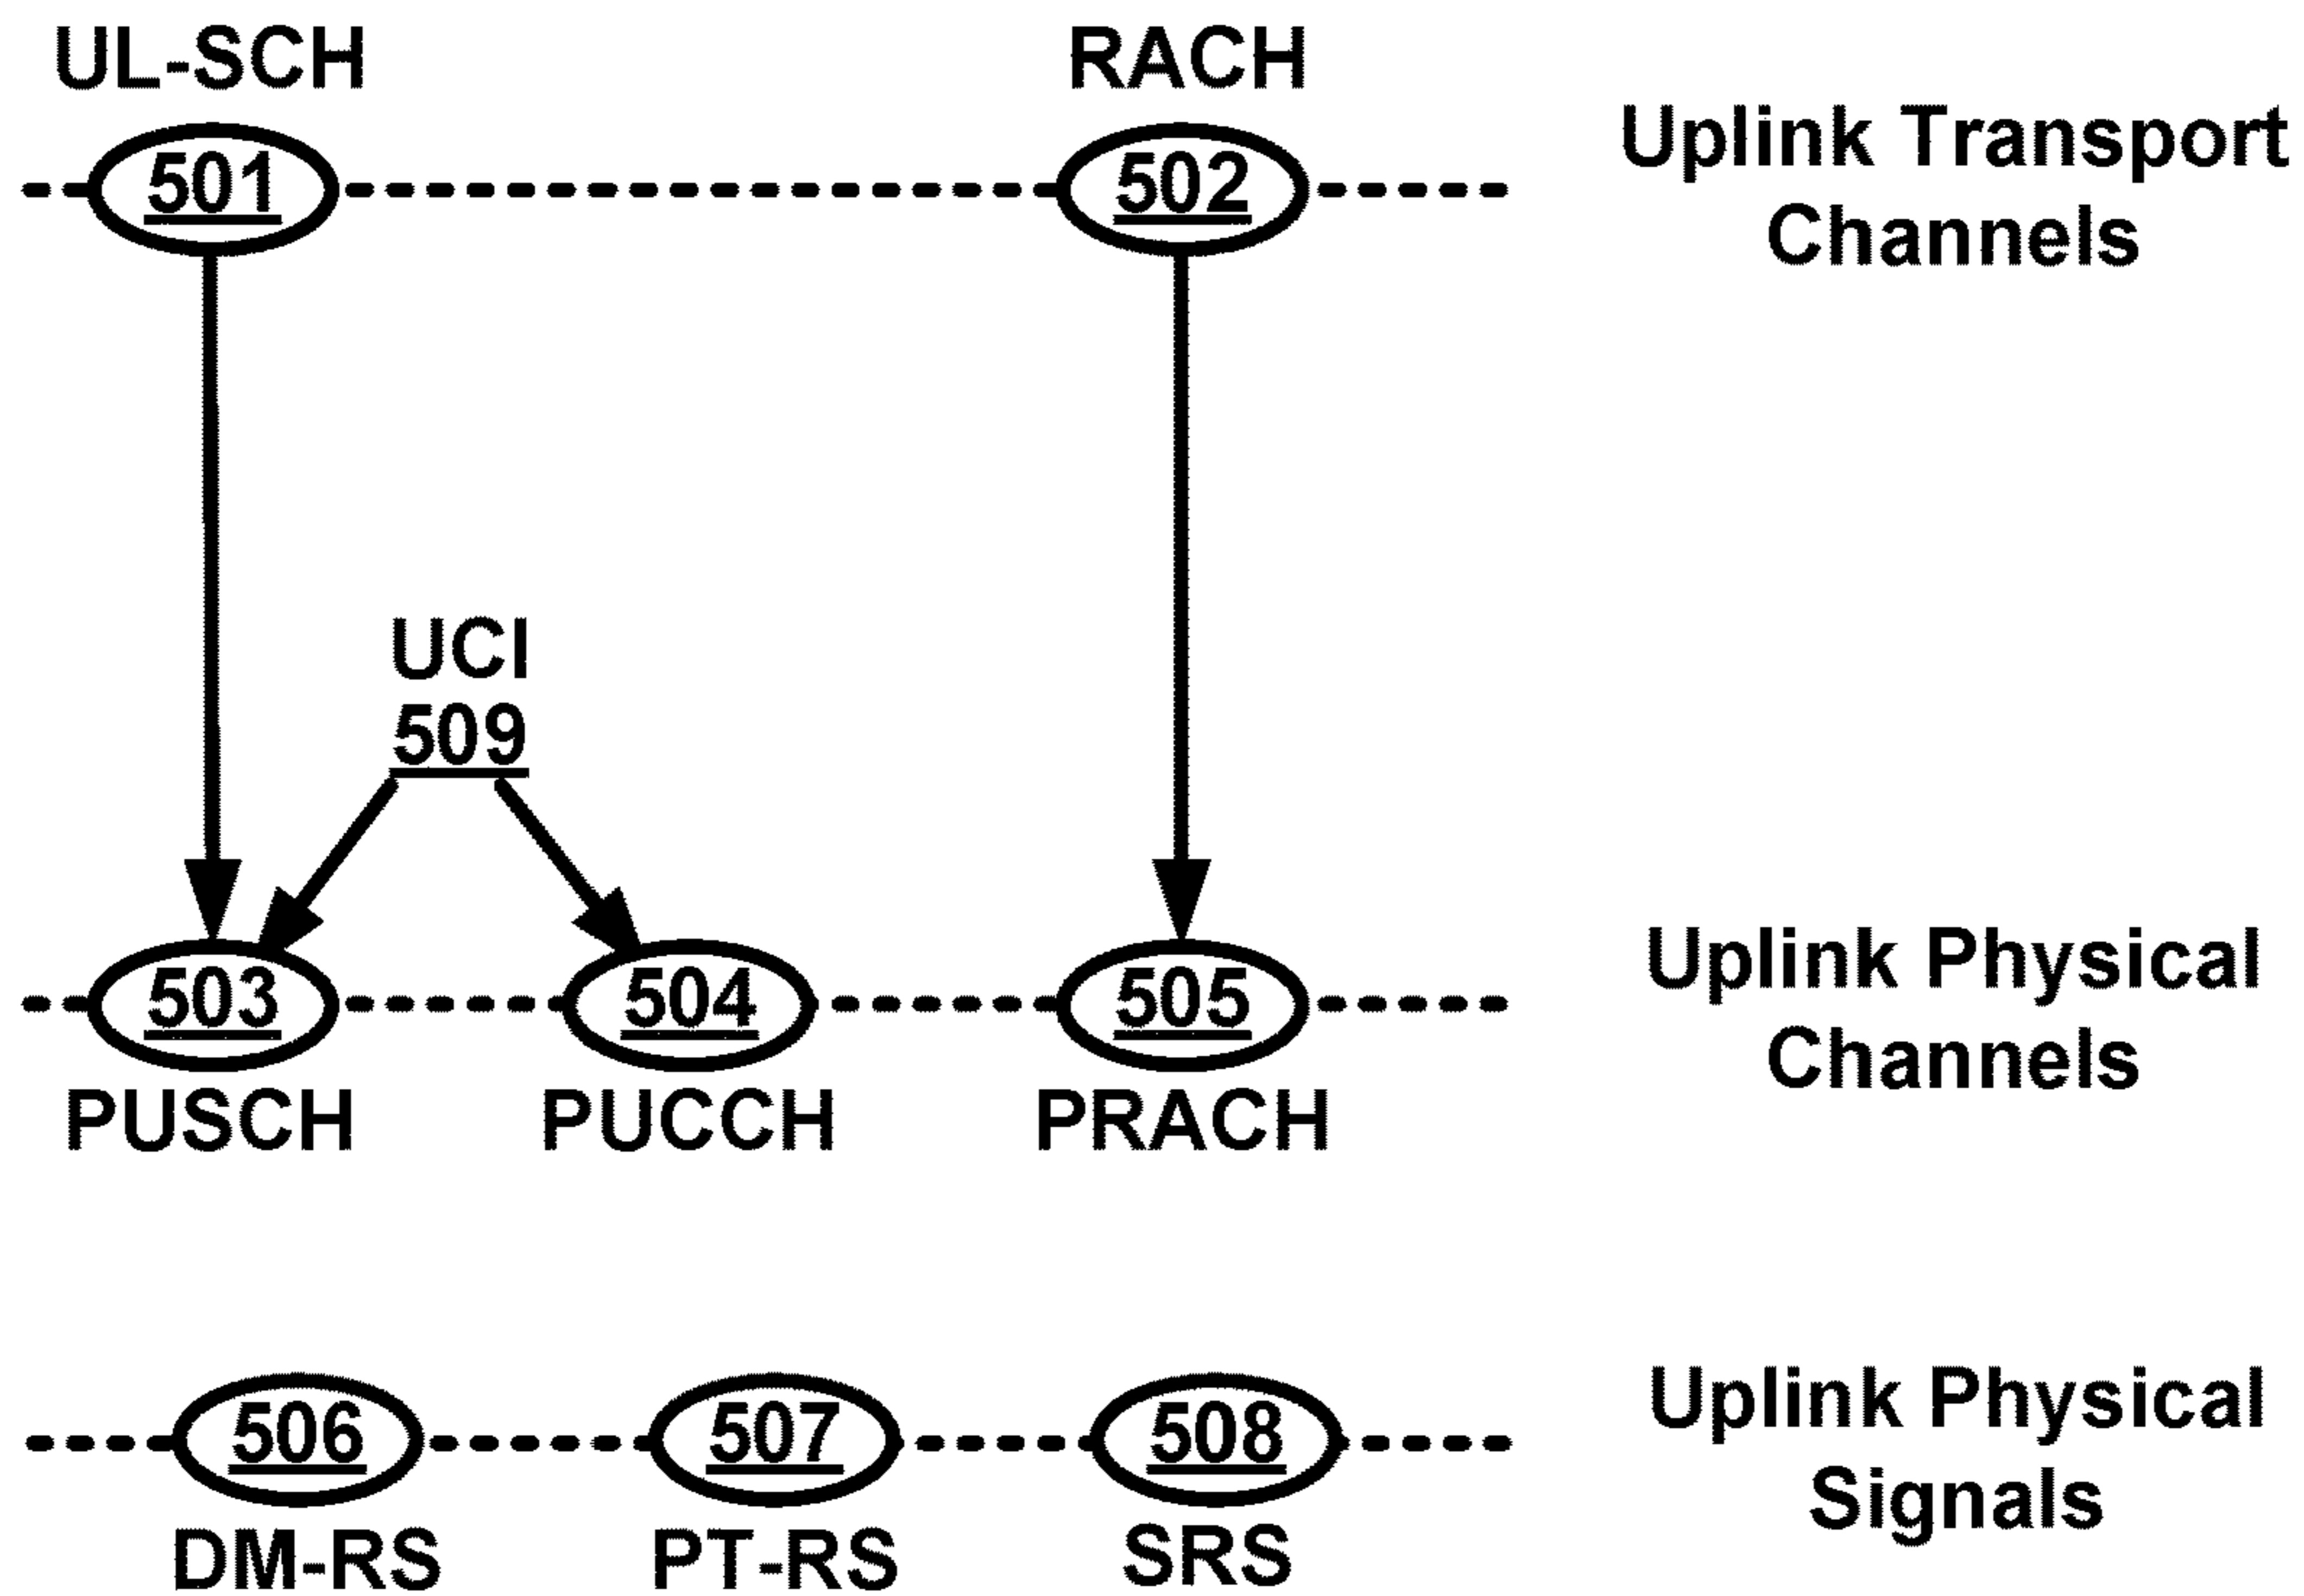 UL-SCH
RACH
501
502
Uplink Transport
Channels
UCI
509
503
504
505
Uplink Physical
Channels
PUSCH
PUCCH
PRACH
506
507
508
Uplink Physical
Signals
DM-RS
PT-RS
SRS